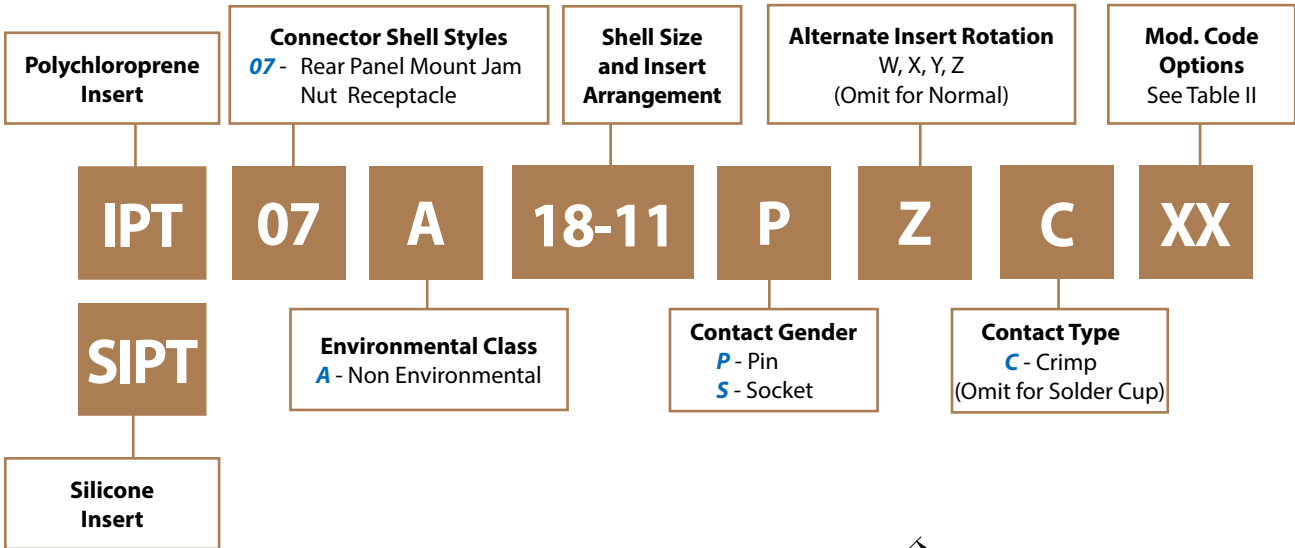 Polychloroprene
Insert
Connector Shell Styles
07 - Rear Panel Mount Jam
Nut Receptacle
Shell Size
and Insert
Arrangement
Alternate Insert Rotation
W, X, Y, Z
(Omit for Normal)
Mod. Code
Options
See Table II
IPT 07 A 18-11 P Z C XX
SIPT
Environmental Class
A - Non Environmental
Contact Gender
P - Pin
S - Socket
Contact Type
C - Crimp
(Omit for Solder Cup)
Silicone
Insert